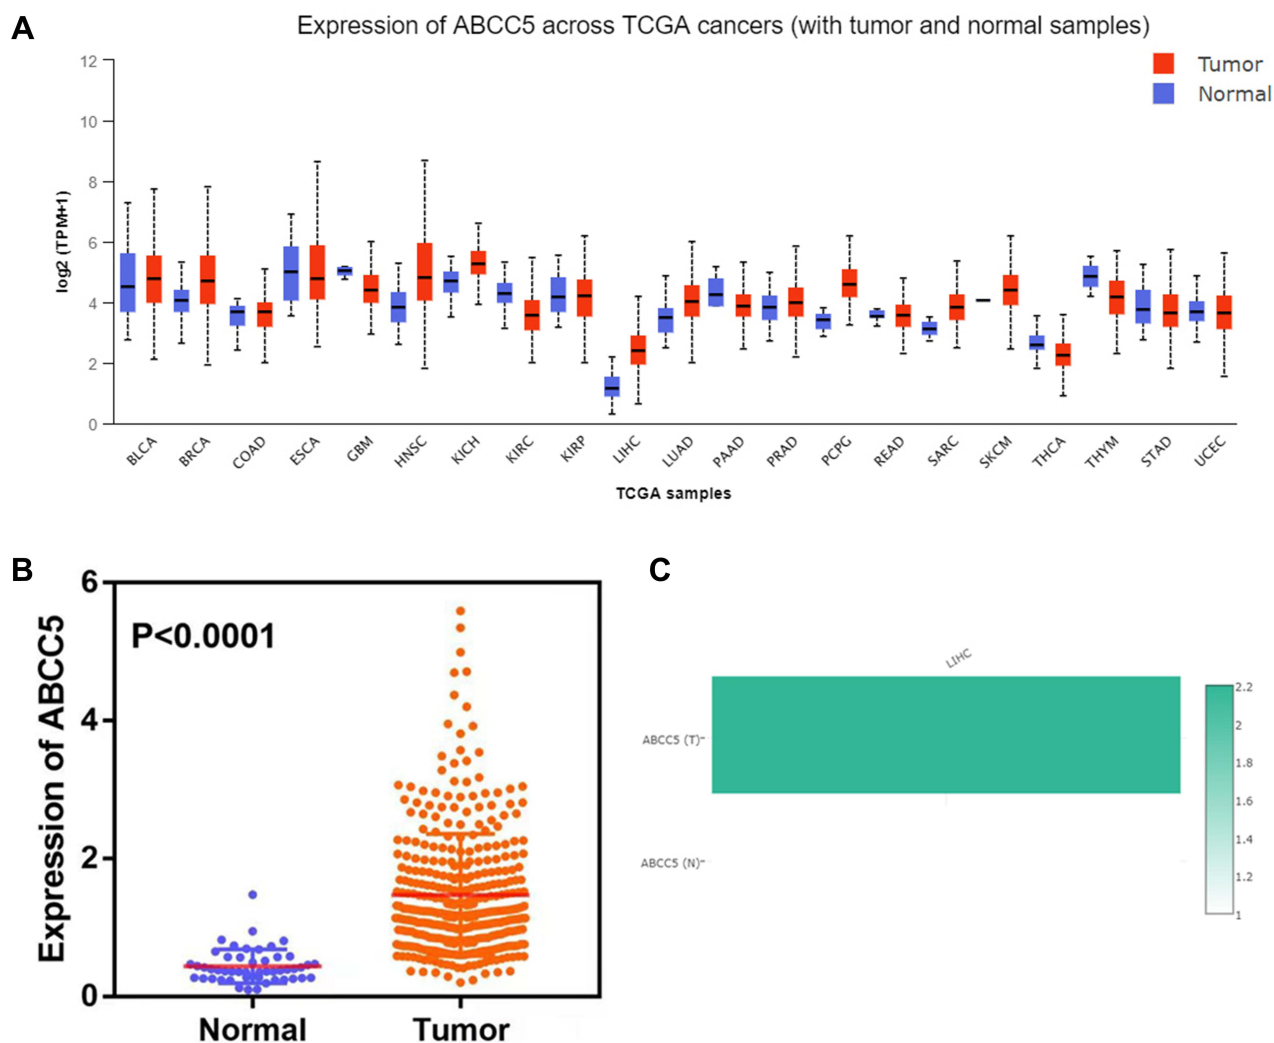 A
Expression of ABCC5 across TCGA cancers (with tumor and normal samples)
Tumor
Normal
log2 (TPM+1)
12
10
8
6
4
2
0
BLCA
BRCA
COAD
ESCA
GBM
HNSC
KICH
KIRC
KIRP
LIHC
LUAD
PAAD
PRAD
PCPG
READ
SARC
SKCM
THCA
THYM
STAD
UCEC
TCGA samples
B
Expression of ABCC5
6
4
2
0
P<0.0001
Normal
Tumor
C
LIHC
ABCC5 (T)
ABCC5 (N)
2.2
2
1.8
1.6
1.4
1.2
1